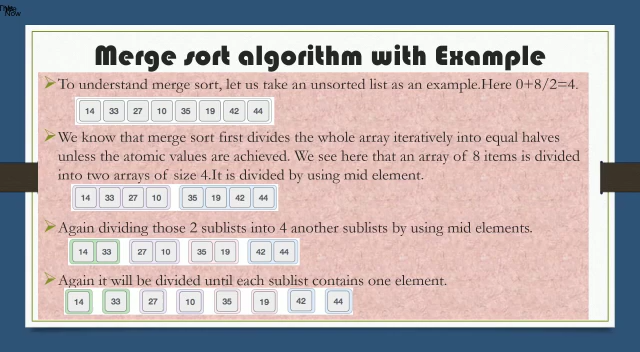 Now
Merge sort algorithm with Example
To understand merge sort, let us take an unsorted list as an example.Here 0+8/2=4.
14 33 27 10 35 19 42 44
We know that merge sort first divides the whole array iteratively into equal halves
unless the atomic values are achieved. We see here that an array of 8 items is divided
into two arrays of size 4.It is divided by using mid element.
14 33 27 10 35 19 42 44
Again dividing those 2 sublists into 4 another sublists by using mid elements.
14 33 27 10 35 19 42 44
Again it will be divided until each sublist contains one element.
14 33 27 10 35 19 42 44